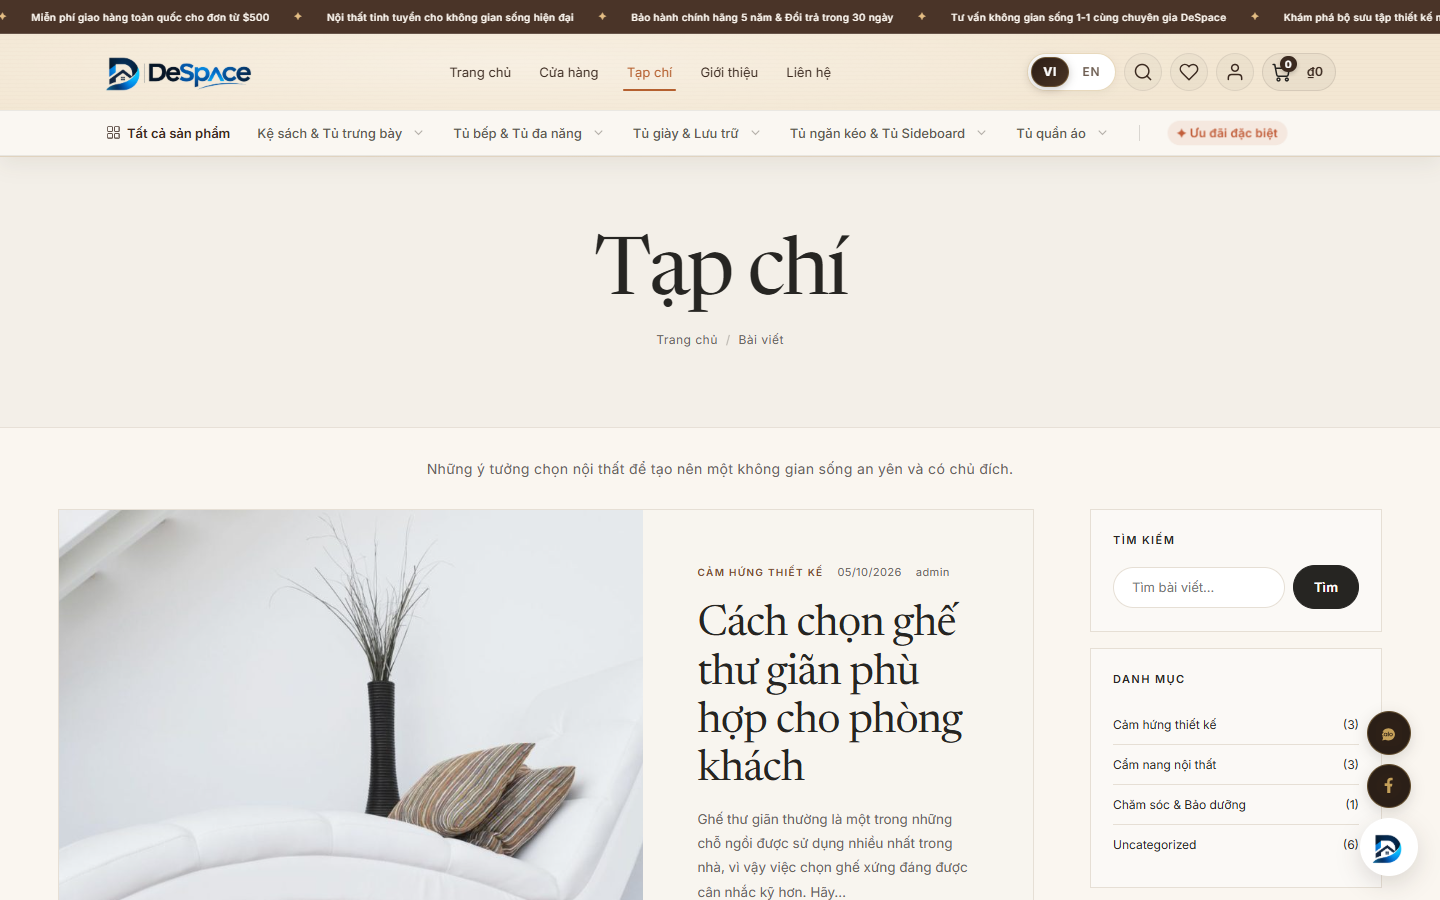 Miễn phí giao hàng toàn quốc cho đơn từ $500 ✦ Nội thất tinh tuyển cho không gian sống hiện đại ✦ Bảo hành chính hãng 5 năm & Đổi trả trong 30 ngày ✦ Tư vấn không gian sống 1-1 cùng chuyên gia DeSpace ✦ Khám phá bộ sưu tập thiết kế
DeSpace
Trang chủ Cửa hàng Tạp chí Giới thiệu Liên hệ
VI EN 0 ₫0
Tất cả sản phẩm Kệ sách & Tủ trưng bày Tủ bếp & Tủ đa năng Tủ giày & Lưu trữ Tủ ngăn kéo & Tủ Sideboard Tủ quần áo ✦ Ưu đãi đặc biệt
Tạp chí
Trang chủ / Bài viết
Những ý tưởng chọn nội thất để tạo nên một không gian sống an yên và có chủ đích.
CẢM HỨNG THIẾT KẾ 05/10/2026 admin
Cách chọn ghế
thư giãn phù
hợp cho phòng
khách
Ghế thư giãn thường là một trong những
chỗ ngồi được sử dụng nhiều nhất trong
nhà, vì vậy việc chọn ghế xứng đáng được
cân nhắc kỹ hơn. Hãy...
TÌM KIẾM
Tìm bài viết... Tìm
DANH MỤC
Cảm hứng thiết kế (3)
Cẩm nang nội thất (3)
Chăm sóc & Bảo dưỡng (1)
Uncategorized (6)